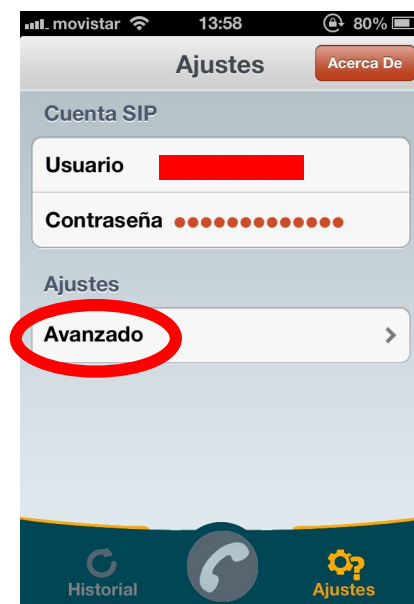 movistar 13:58 80%
Ajustes Acerca De
Cuenta SIP
Usuario
Contraseña
Ajustes
Avanzado
Historial Ajustes